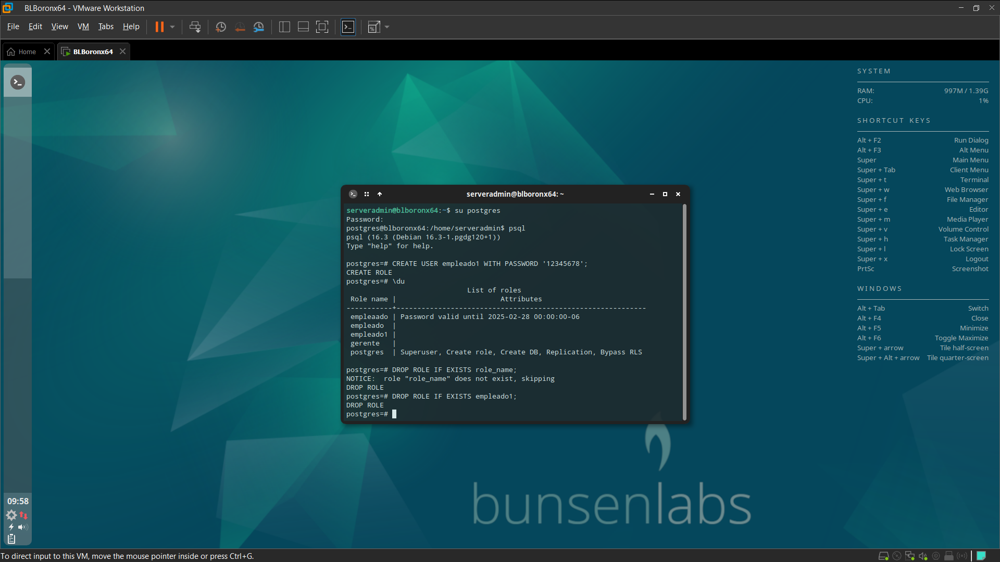 BLBoronx64 - VMware Workstation
File Edit View VM Tabs Help
Home
BLBoronx64
SYSTEM
RAM: 997M / 1.39G
CPU: 1%
SHORTCUT KEYS
Alt + F2 Run Dialog
Alt + F3 Alt Menu
Super Main Menu
Super + Tab Client Menu
Super + t Terminal
Super + w Web Browser
Super + f File Manager
Super + e Editor
Super + m Media Player
Super + v Volume Control
Super + h Task Manager
Super + l Lock Screen
Super + x Logout
PrtSc Screenshot
WINDOWS
Alt + Tab Switch
Alt + F4 Close
Alt + F5 Minimize
Alt + F6 Toggle Maximize
Super + arrow Tile half-screen
Super + Alt + arrow Tile quarter-screen
serveradmin@blboronx64: ~
serveradmin@blboronx64:~$ su postgres
Password:
postgres@blboronx64:/home/serveradmin$ psql
psql (16.3 (Debian 16.3-1.pgdg120+1))
Type "help" for help.
postgres=# CREATE USER empleado1 WITH PASSWORD '12345678';
CREATE ROLE
postgres=# \du
List of roles
Role name | Attributes
-----------+------------------------------------------------------------
empleaado | Password valid until 2025-02-28 00:00:00-06
empleado |
empleado1 |
gerente |
postgres | Superuser, Create role, Create DB, Replication, Bypass RLS
postgres=# DROP ROLE IF EXISTS role_name;
NOTICE:  role "role_name" does not exist, skipping
DROP ROLE
postgres=# DROP ROLE IF EXISTS empleado1;
DROP ROLE
postgres=#
bunsenlabs
09:58
To direct input to this VM, move the mouse pointer inside or press Ctrl+G.